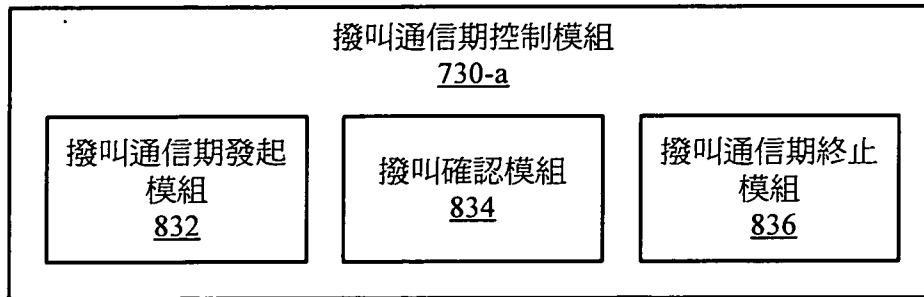 撥叫通信期控制模組
730-a
撥叫通信期發起
模組
832
撥叫確認模組
834
撥叫通信期終止
模組
836